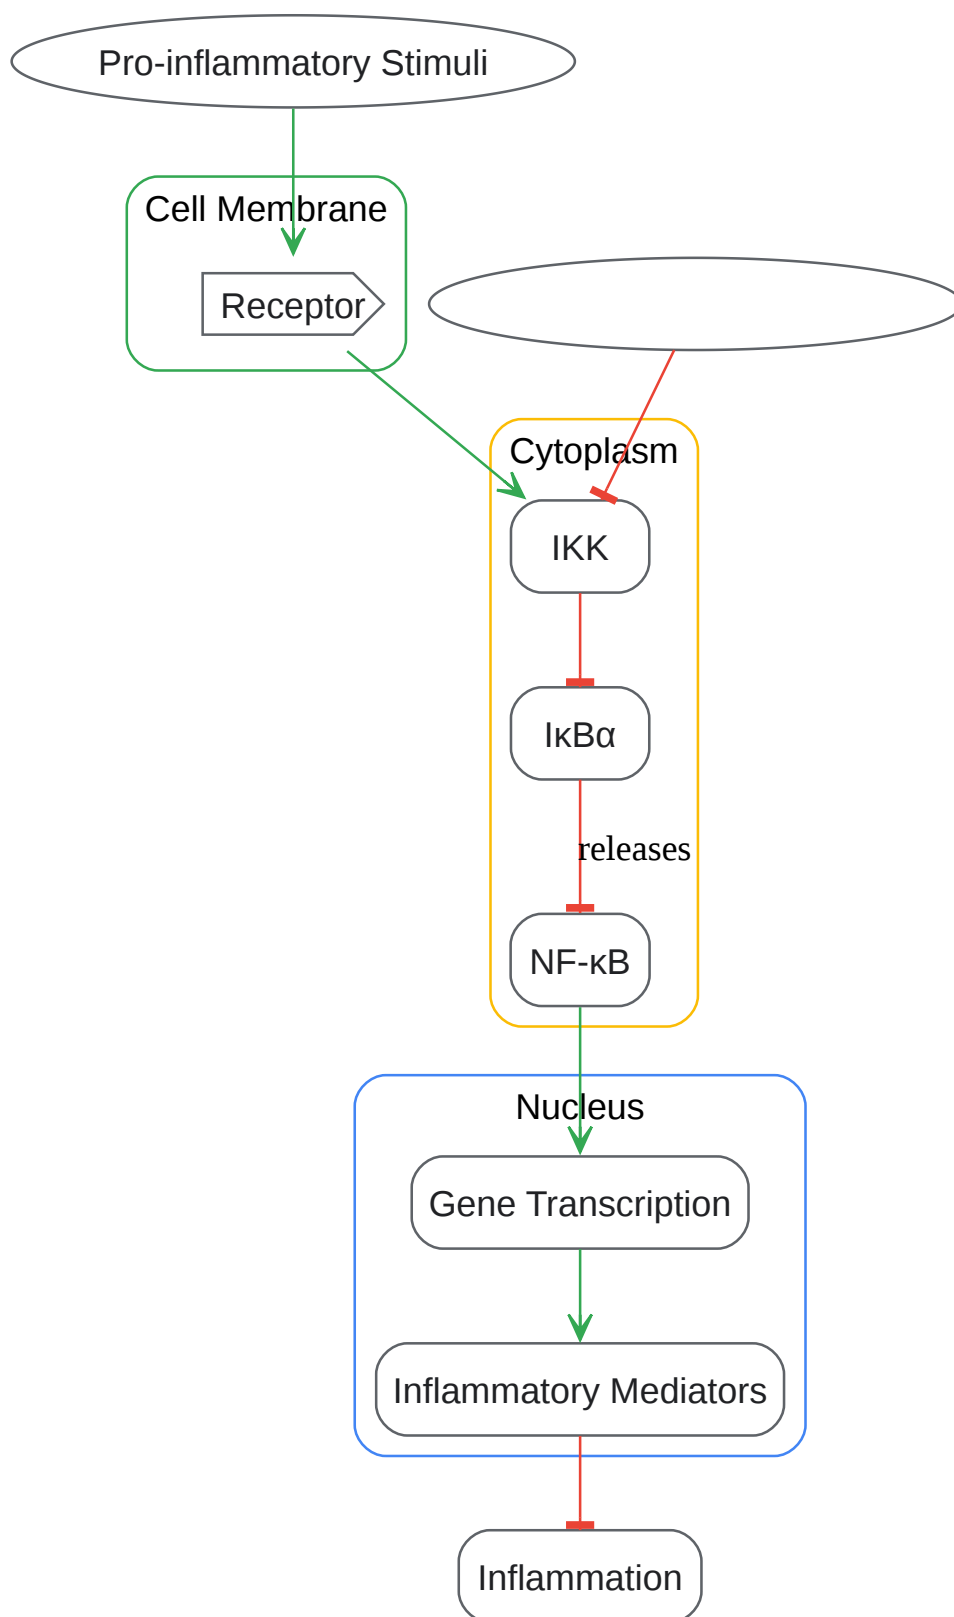 Pro-inflammatory Stimuli
Cell Membrane
Receptor
Cytoplasm
IKK
IκBα
releases
NF-κB
Nucleus
Gene Transcription
Inflammatory Mediators
Inflammation